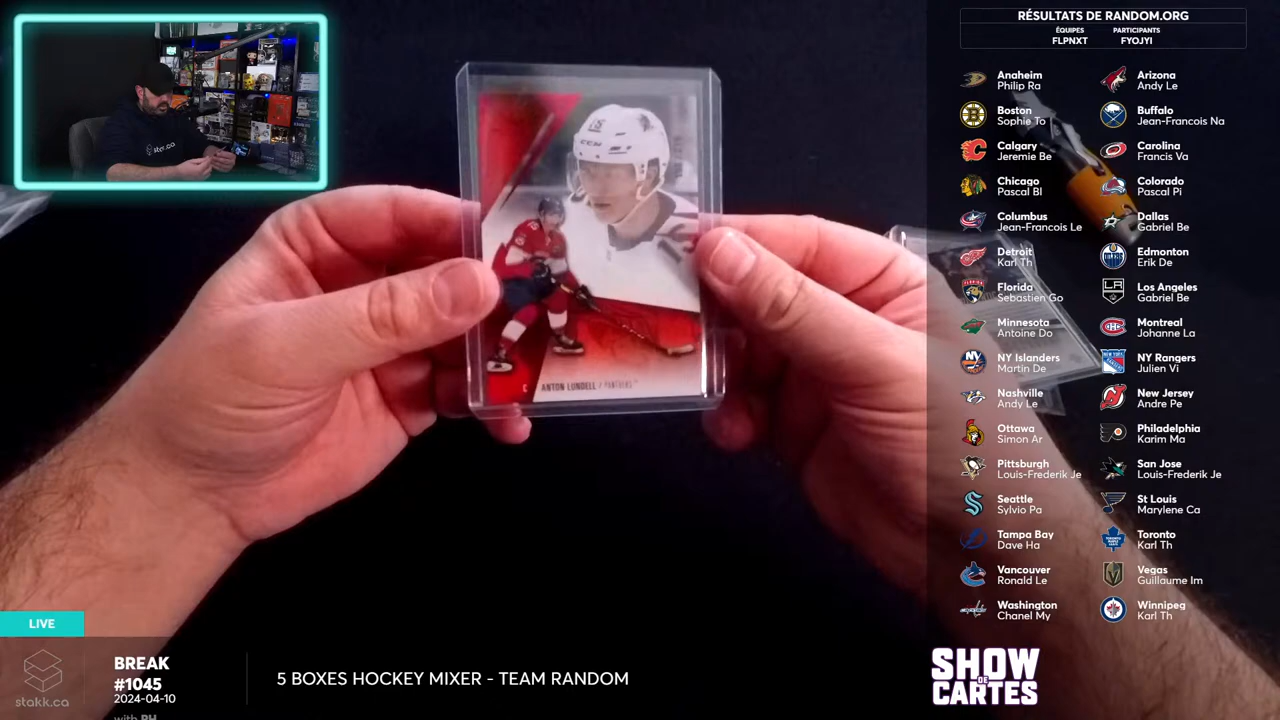 RÉSULTATS DE RANDOM.ORG
ÉQUIPES
FLPNXT
PARTICIPANTS
FYOJYI
Anaheim
Philip Ra
Arizona
Andy Le
Boston
Sophie To
Buffalo
Jean-Francois Na
Calgary
Jeremie Be
Carolina
Francis Va
Chicago
Pascal Bl
Colorado
Pascal Pi
Columbus
Jean-Francois Le
Dallas
Gabriel Be
Detroit
Karl Th
Edmonton
Erik De
Florida
Sebastien Go
Los Angeles
Gabriel Be
Minnesota
Antoine Do
Montreal
Johanne La
NY Islanders
Martin De
NY Rangers
Julien Vi
Nashville
Andy Le
New Jersey
Andre Pe
Ottawa
Simon Ar
Philadelphia
Karim Ma
Pittsburgh
Louis-Frederik Je
San Jose
Louis-Frederik Je
Seattle
Sylvio Pa
St Louis
Marylene Ca
Tampa Bay
Dave Ha
Toronto
Karl Th
Vancouver
Ronald Le
Vegas
Guillaume Im
Washington
Chanel My
Winnipeg
Karl Th
CCM
C ANTON LUNDELL / PANTHERS
stak.ca
LIVE
stakk.ca
BREAK
#1045
2024-04-10
with PH
5 BOXES HOCKEY MIXER - TEAM RANDOM
SHOW
DE
CARTES